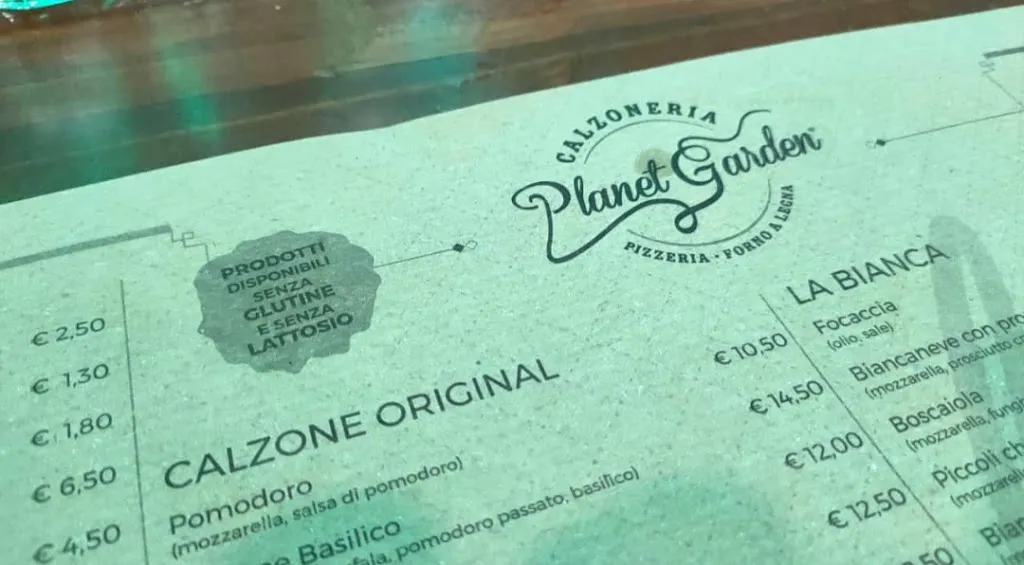 CALZONERIA
Planet Garden
PIZZERIA • FORNO A LEGNA
PRODOTTI
DISPONIBILI
SENZA
GLUTINE
E SENZA
LATTOSIO
€ 2,50
€ 1,30
€ 1,80
€ 6,50
€ 4,50
CALZONE ORIGINAL
Pomodoro
€ 10,50
(mozzarella, salsa di pomodoro)
Basilico
€ 14,50
pomodoro passato, basilico)
€ 12,00
€ 12,50
LA BIANCA
Focaccia
(olio, sale)
Biancaneve con
(mozzarella, prosciutto
Boscaiola
(mozzarella,
Piccoli